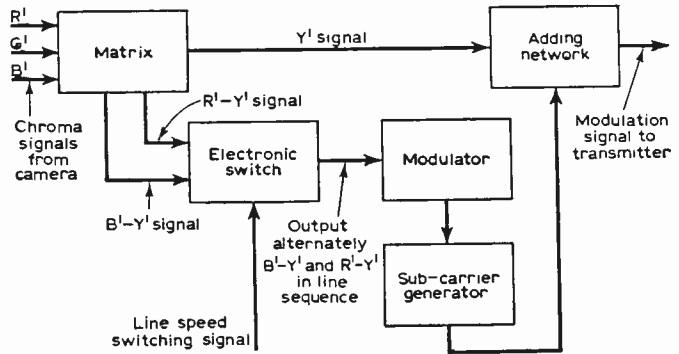 R'
G'
B'
Matrix
Y' signal
Adding
network
Chroma
signals
from
camera
R'-Y' signal
Electronic
switch
Modulator
Modulation
signal to
transmitter
B'-Y' signal
Output
alternately
B'-Y' and R'-Y'
in line
sequence
Sub-carrier
generator
Line speed
switching signal